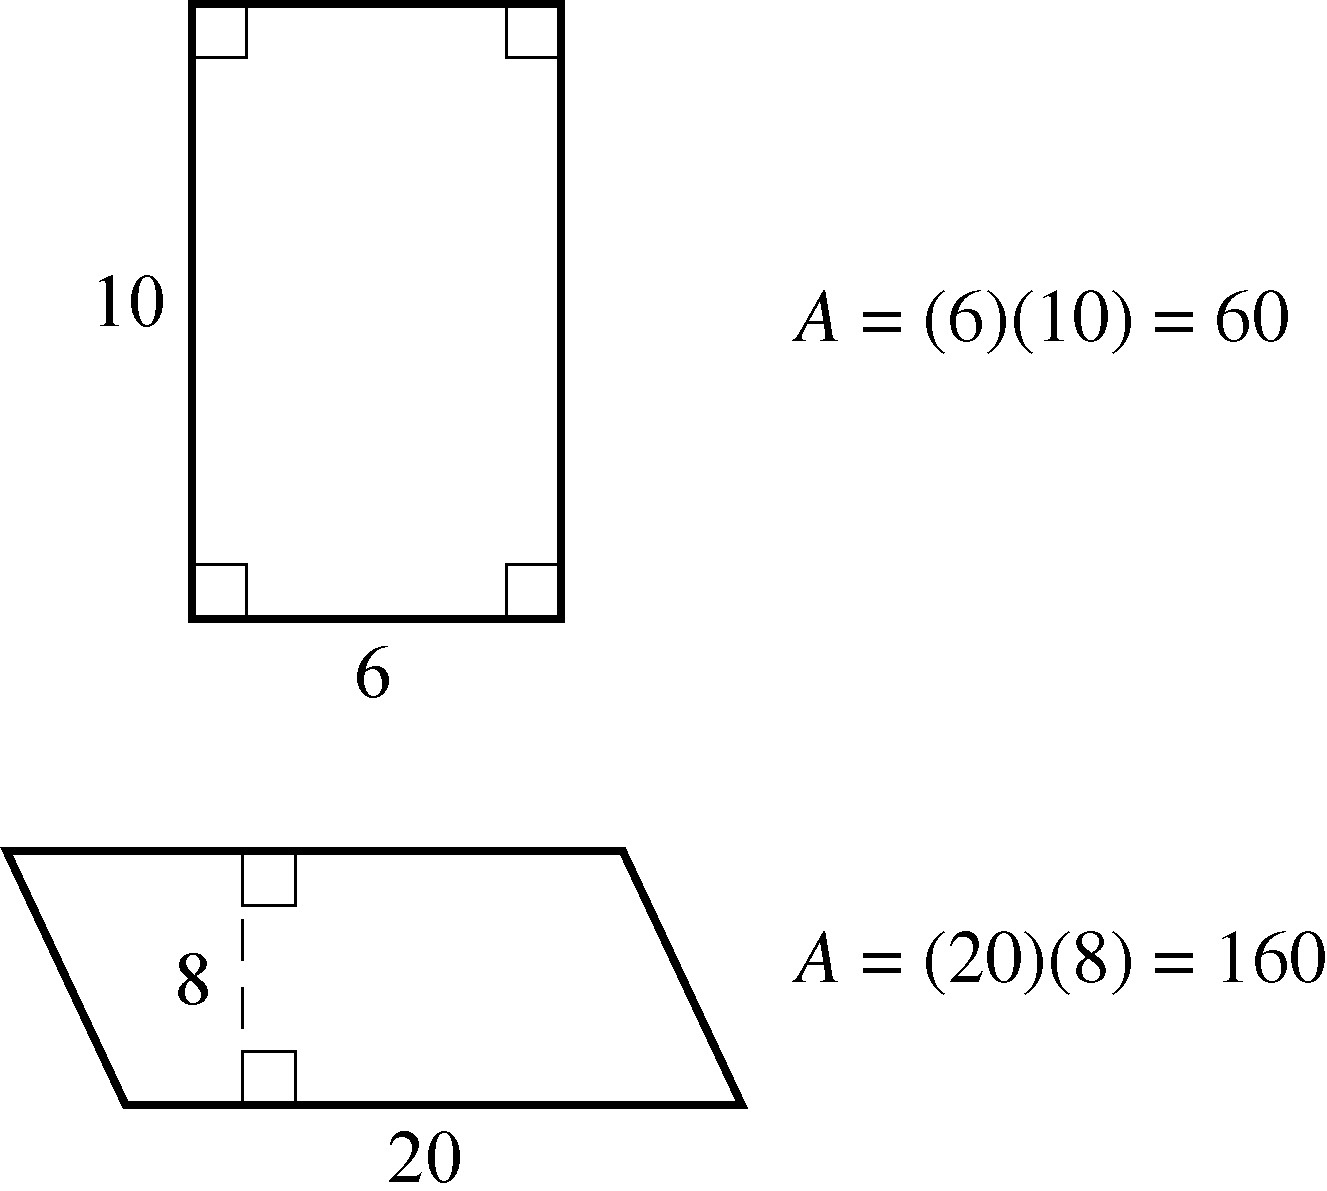 10
A = (6)(10) = 60
6
8
A = (20)(8) = 160
20